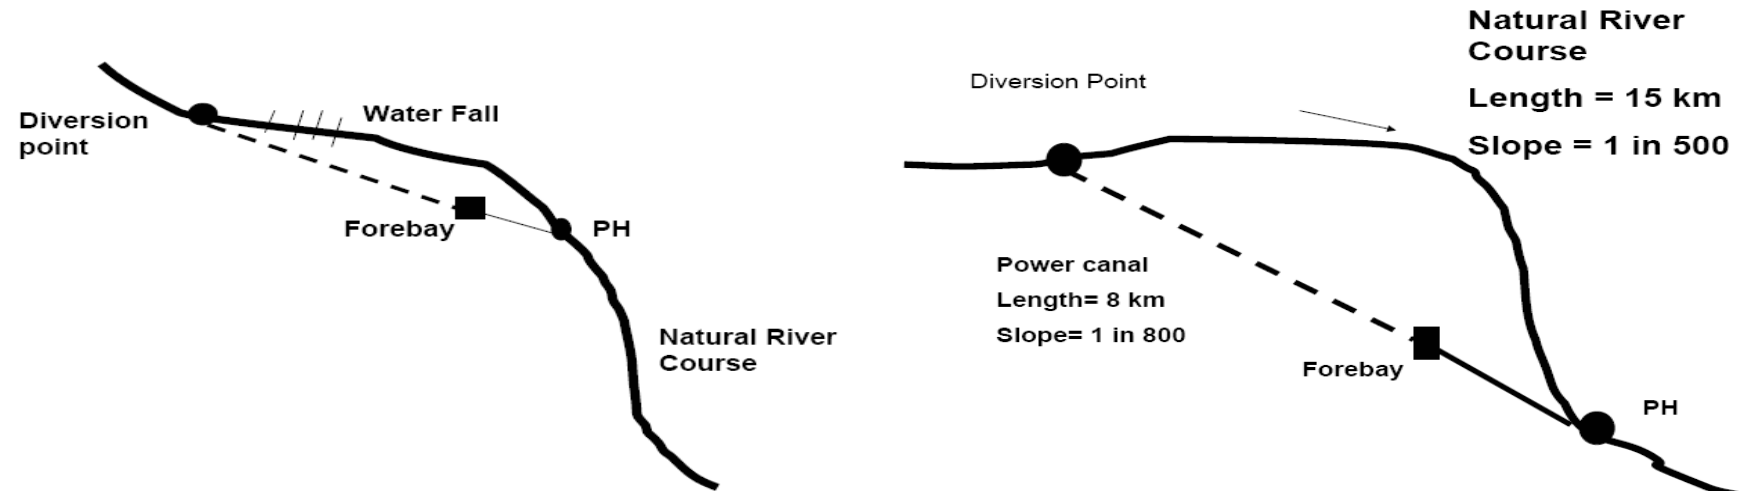 Diversion
point
Water Fall
Forebay
PH
Natural River
Course
Diversion Point
Natural River
Course
Length = 15 km
Slope = 1 in 500
Power canal
Length= 8 km
Slope= 1 in 800
Forebay
PH